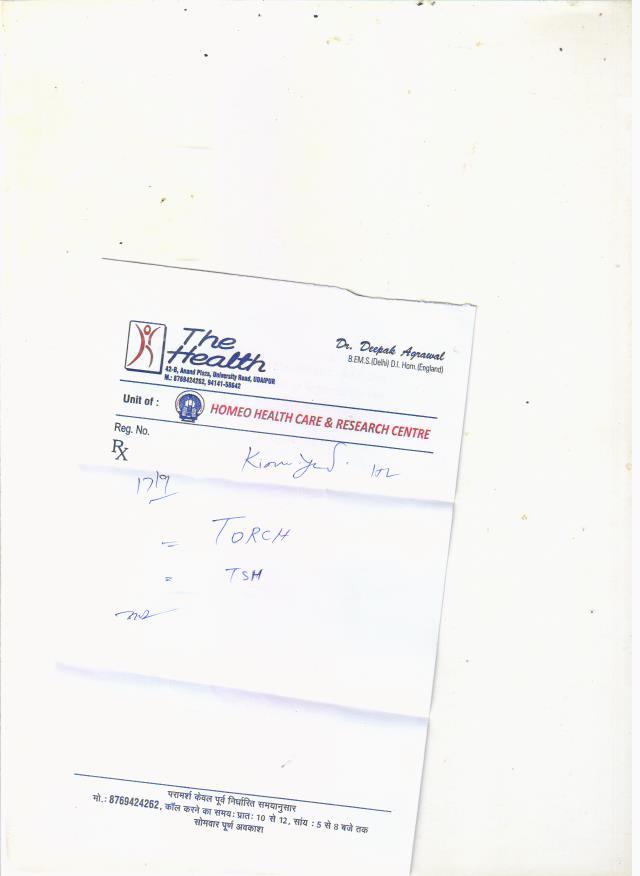 The
Health
42-B, Anand Plaza, University Road, UDAIPUR
M.: 8769424262, 94141-58642
Dr. Deepak Agrawal
B.E.M.S.(Delhi) D.I. Hom.(England)
Unit of :
HOMEO HEALTH CARE & RESEARCH CENTRE
Reg. No.
Rx
17/9
= TORCH
= TSH
परामर्श केवल पूर्व निर्धारित समयानुसार
मो.: 8769424262, कॉल करने का समय: प्रातः 10 से 12, सांय : 5 से 8 बजे तक
सोमवार पूर्ण अवकाश